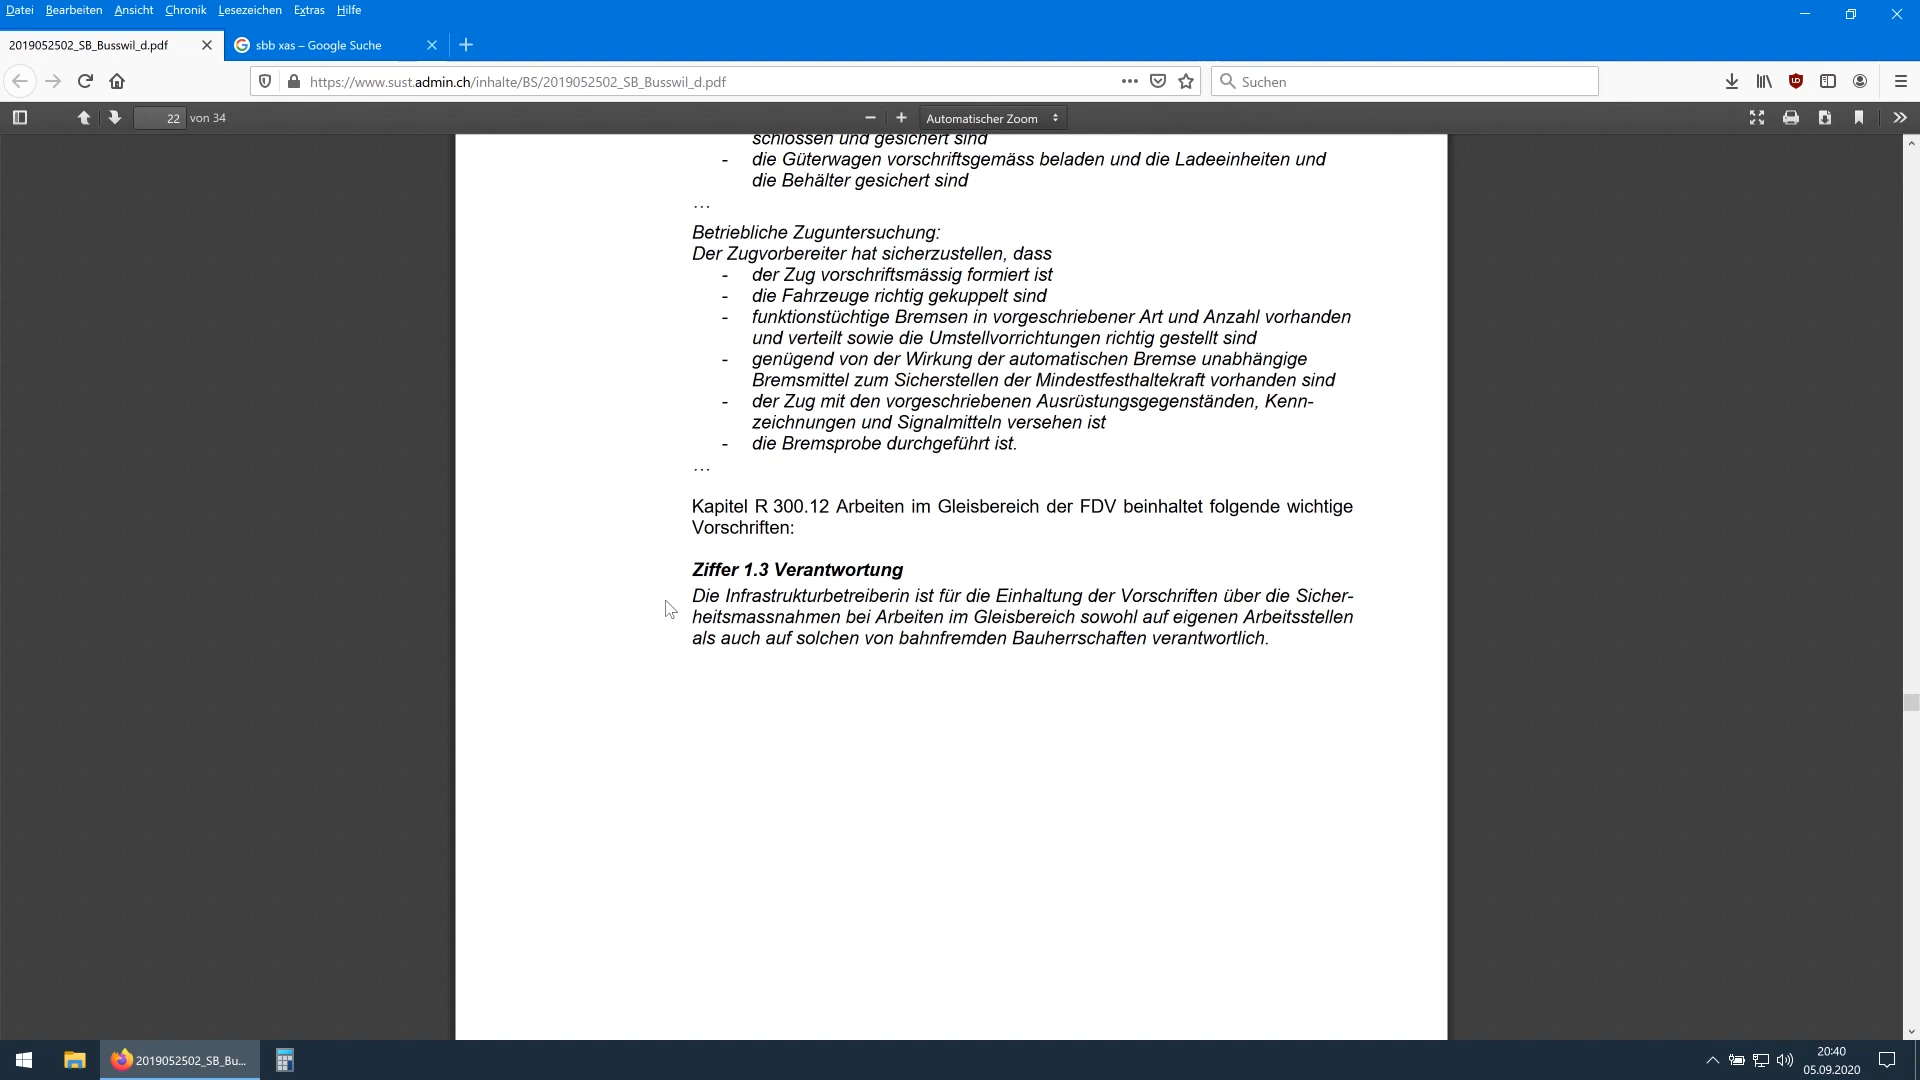 Datei Bearbeiten Ansicht Chronik Lesezeichen Extras Hilfe
2019052502_SB_Busswil_d.pdf
sbb xas – Google Suche
https://www.sust.admin.ch/inhalte/BS/2019052502_SB_Busswil_d.pdf
Suchen
22 von 34
Automatischer Zoom
schlossen und gesichert sind
- die Güterwagen vorschriftsgemäss beladen und die Ladeeinheiten und
die Behälter gesichert sind
…
Betriebliche Zuguntersuchung:
Der Zugvorbereiter hat sicherzustellen, dass
- der Zug vorschriftsmässig formiert ist
- die Fahrzeuge richtig gekuppelt sind
- funktionstüchtige Bremsen in vorgeschriebener Art und Anzahl vorhanden
und verteilt sowie die Umstellvorrichtungen richtig gestellt sind
- genügend von der Wirkung der automatischen Bremse unabhängige
Bremsmittel zum Sicherstellen der Mindestfesthaltekraft vorhanden sind
- der Zug mit den vorgeschriebenen Ausrüstungsgegenständen, Kenn-
zeichnungen und Signalmitteln versehen ist
- die Bremsprobe durchgeführt ist.
…
Kapitel R 300.12 Arbeiten im Gleisbereich der FDV beinhaltet folgende wichtige
Vorschriften:
Ziffer 1.3 Verantwortung
Die Infrastrukturbetreiberin ist für die Einhaltung der Vorschriften über die Sicher-
heitsmassnahmen bei Arbeiten im Gleisbereich sowohl auf eigenen Arbeitsstellen
als auch auf solchen von bahnfremden Bauherrschaften verantwortlich.
2019052502_SB_Bu...
20:40
05.09.2020